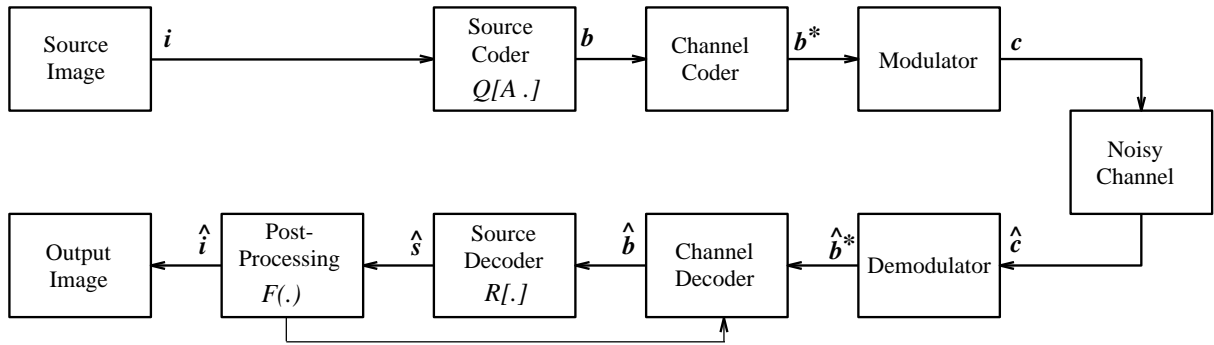 Source
Image
i
Source
Coder
Q[A .]
b
Channel
Coder
b*
Modulator
c
Noisy
Channel
Output
Image
î
Post-
Processing
F(.)
ŝ
Source
Decoder
R[.]
b̂
Channel
Decoder
b̂*
Demodulator
ĉ